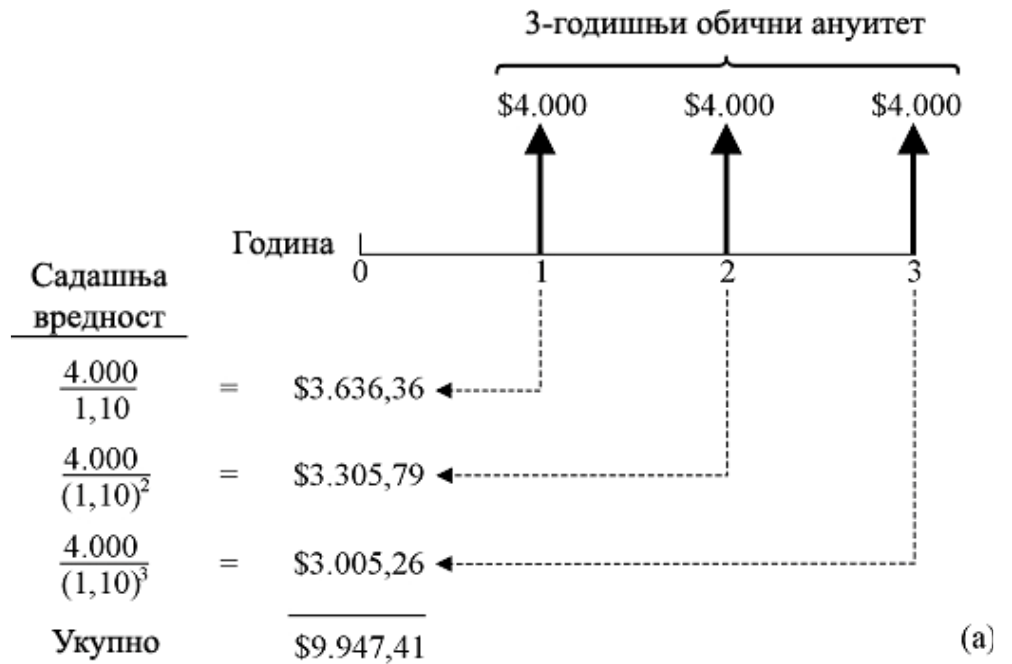 3-годишњи обични ануитет
$4.000 $4.000 $4.000
Година
0 1 2 3
Садашња
вредност
4.000
1,10
= $3.636,36
4.000
(1,10)²
= $3.305,79
4.000
(1,10)³
= $3.005,26
Укупно $9.947,41 (а)